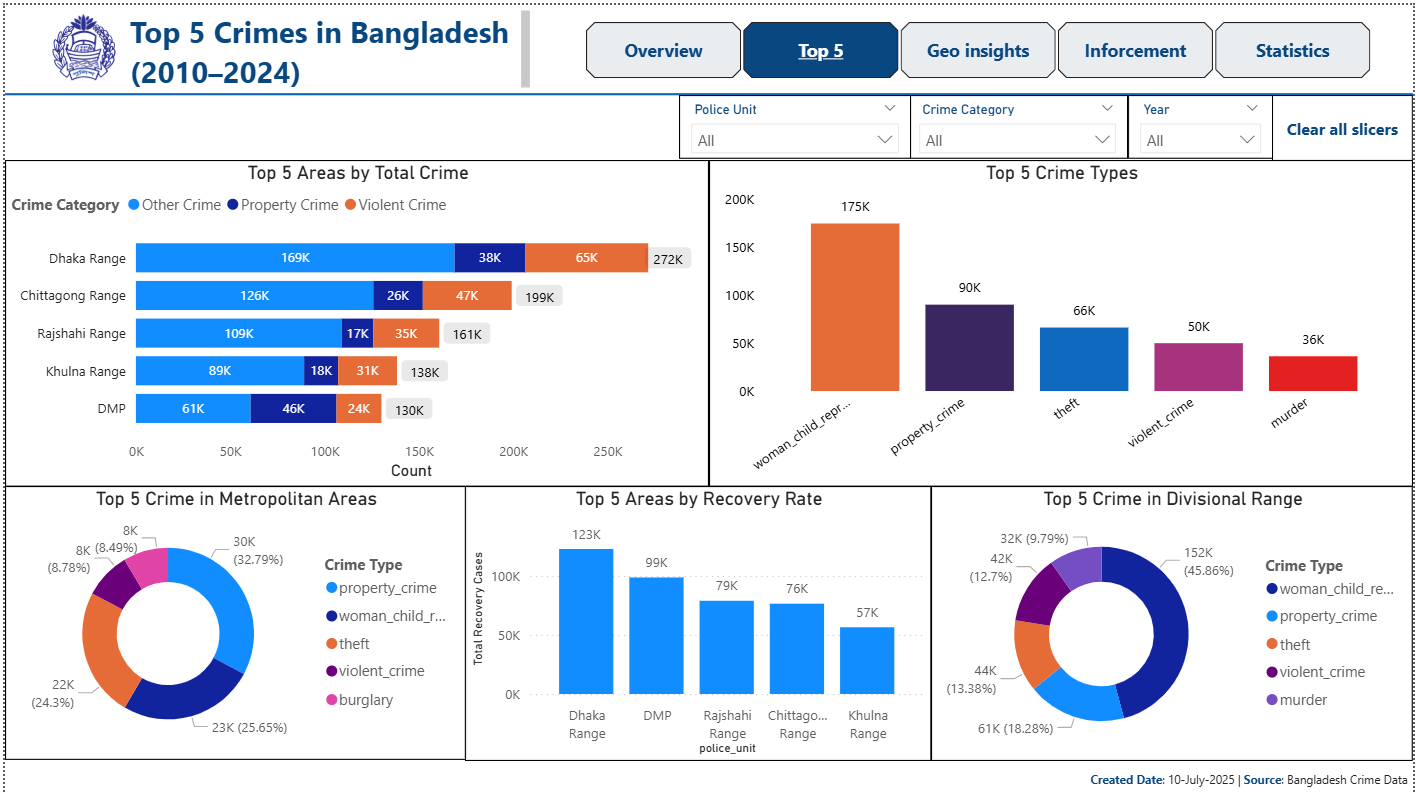 Top 5 Crimes in Bangladesh
(2010–2024)
Overview
Top 5
Geo insights
Inforcement
Statistics
Police Unit
All
Crime Category
All
Year
All
Clear all slicers
Top 5 Areas by Total Crime
Crime Category Other Crime Property Crime Violent Crime
Dhaka Range 169K 38K 65K 272K
Chittagong Range 126K 26K 47K 199K
Rajshahi Range 109K 17K 35K 161K
Khulna Range 89K 18K 31K 138K
DMP 61K 46K 24K 130K
0K 50K 100K 150K 200K 250K
Count
Top 5 Crime Types
200K
150K
100K
50K
0K
175K
90K
66K
50K
36K
woman_child_repr...
property_crime
theft
violent_crime
murder
Top 5 Crime in Metropolitan Areas
30K
(32.79%)
23K (25.65%)
22K
(24.3%)
8K
(8.78%)
8K
(8.49%)
Crime Type
property_crime
woman_child_r...
theft
violent_crime
burglary
Top 5 Areas by Recovery Rate
Total Recovery Cases
100K
50K
0K
123K
99K
79K
76K
57K
Dhaka
Range
DMP
Rajshahi
Range
Chittago...
Range
Khulna
Range
police_unit
Top 5 Crime in Divisional Range
152K
(45.86%)
61K (18.28%)
44K
(13.38%)
42K
(12.7%)
32K (9.79%)
Crime Type
woman_child_re...
property_crime
theft
violent_crime
murder
Created Date: 10-July-2025 | Source: Bangladesh Crime Data